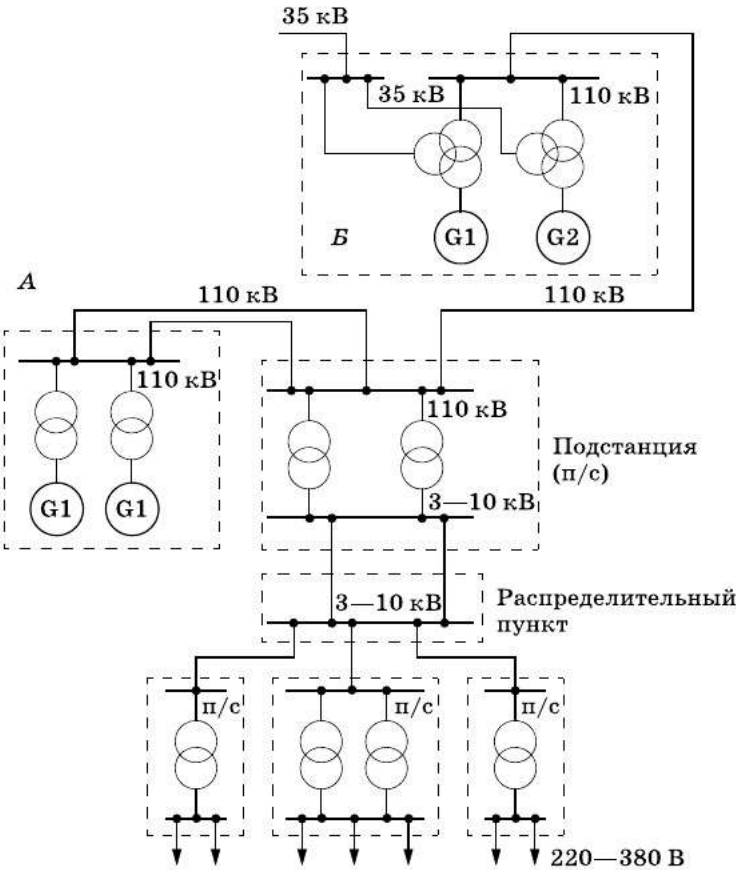 35 кВ
35 кВ
110 кВ
Б
G1
G2
А
110 кВ
110 кВ
110 кВ
G1
G1
110 кВ
Подстанция
(п/с)
3—10 кВ
3—10 кВ
Распределительный
пункт
п/с
п/с
п/с
220—380 В